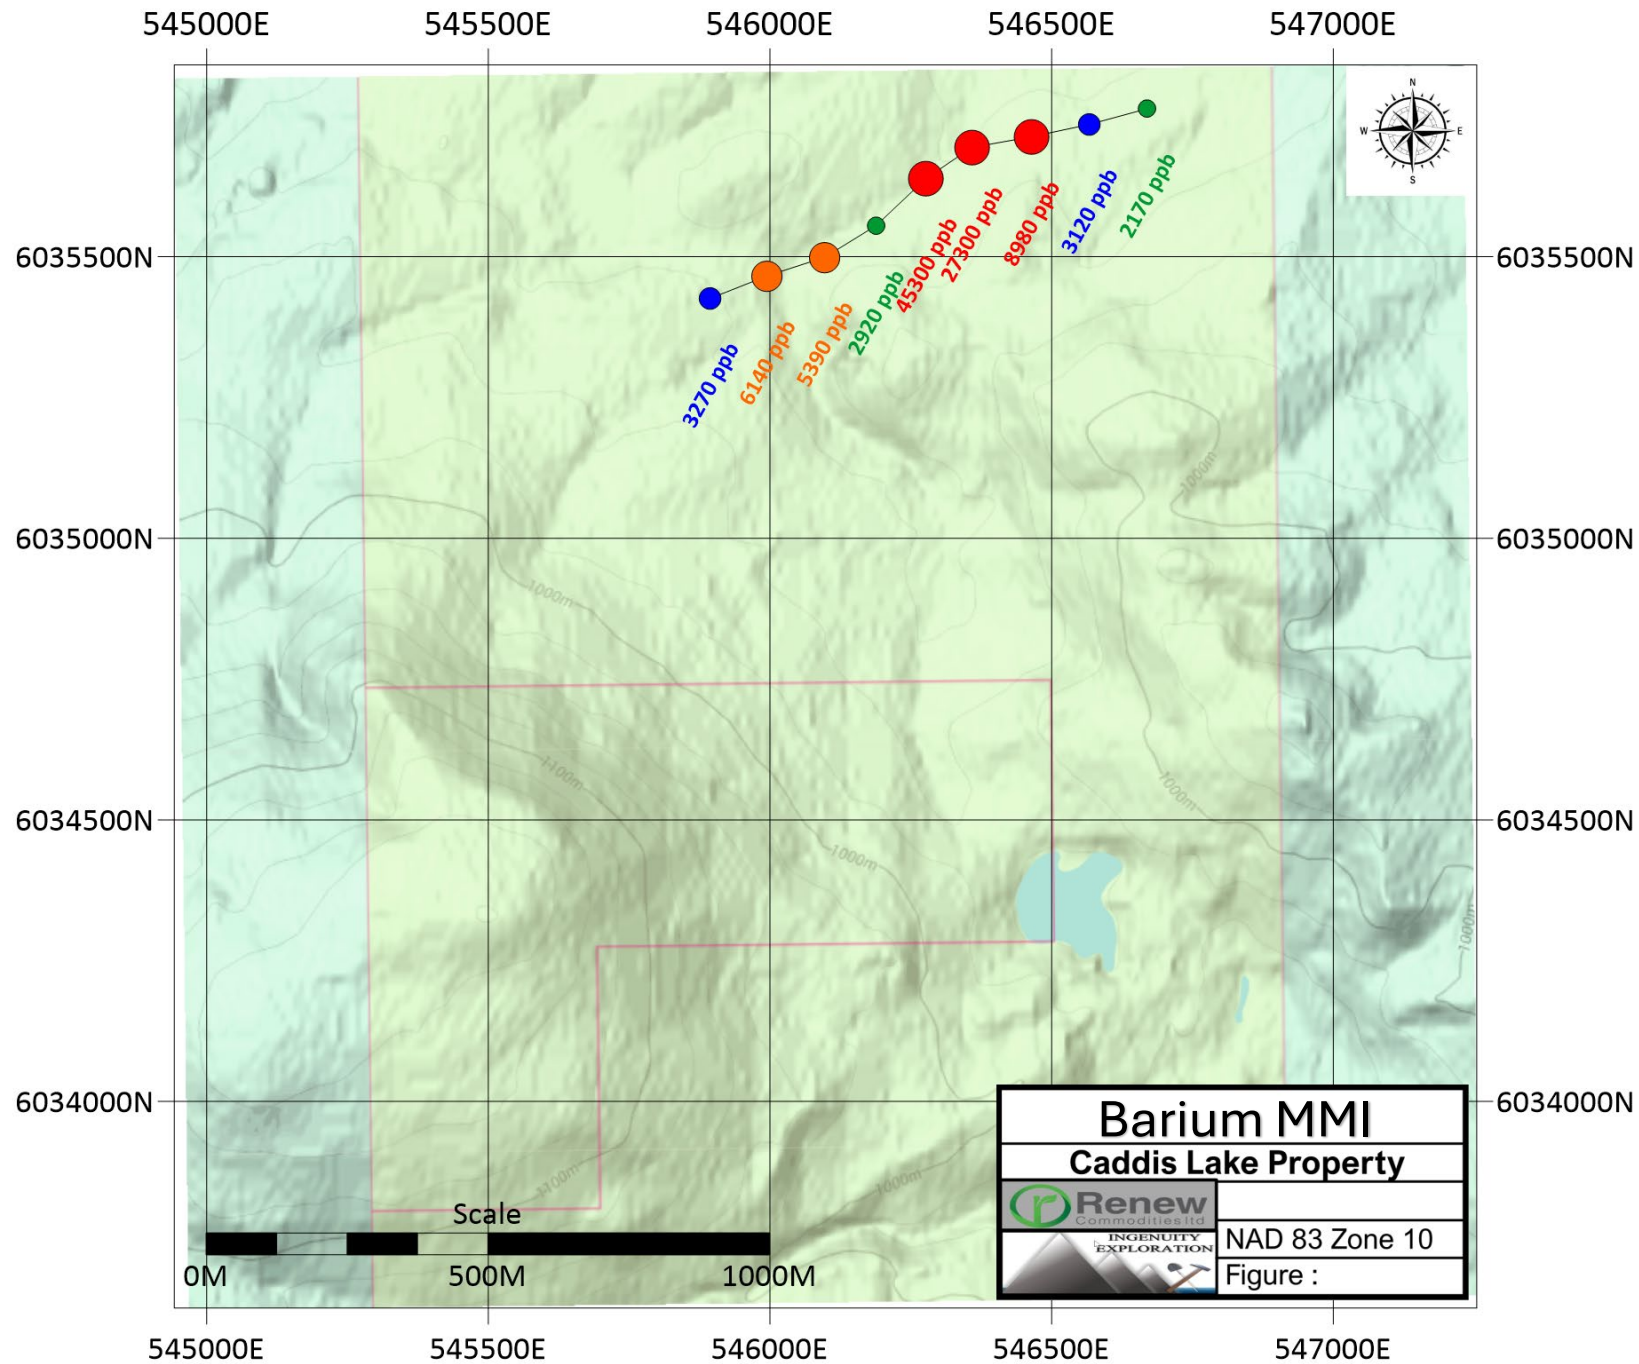 545000E 545500E 546000E 546500E 547000E
N
W E
S
2170 ppb
3120 ppb
8980 ppb
27300 ppb
45300 ppb
2920 ppb
5390 ppb
6140 ppb
3270 ppb
6035500N 6035500N
1000m
6035000N 6035000N
1000m
1100m
1000m
6034500N 6034500N
1000m
1000m
6034000N 6034000N
1100m
1000m
Scale
0M 500M 1000M
Barium MMI
Caddis Lake Property
r Renew
Commodities ltd
INGENUITY
EXPLORATION
NAD 83 Zone 10
Figure :
545000E 545500E 546000E 546500E 547000E